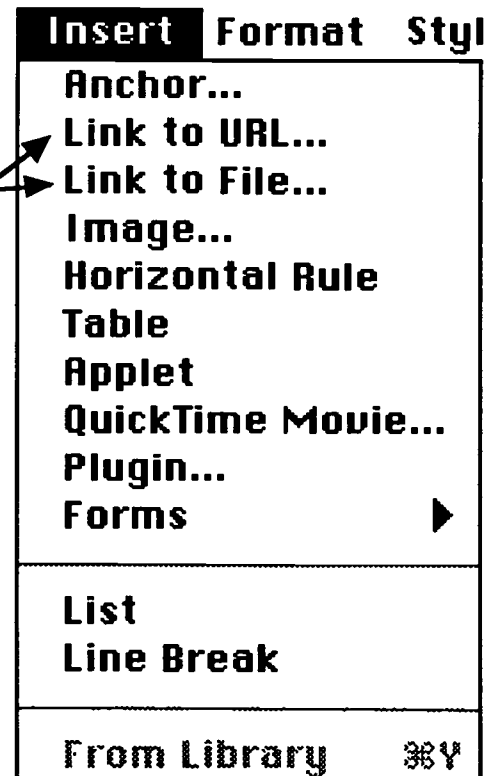 Insert Format Styl
Anchor...
Link to URL...
Link to File...
Image...
Horizontal Rule
Table
Applet
QuickTime Movie...
Plugin...
Forms ▶
List
Line Break
From Library ⌘Y